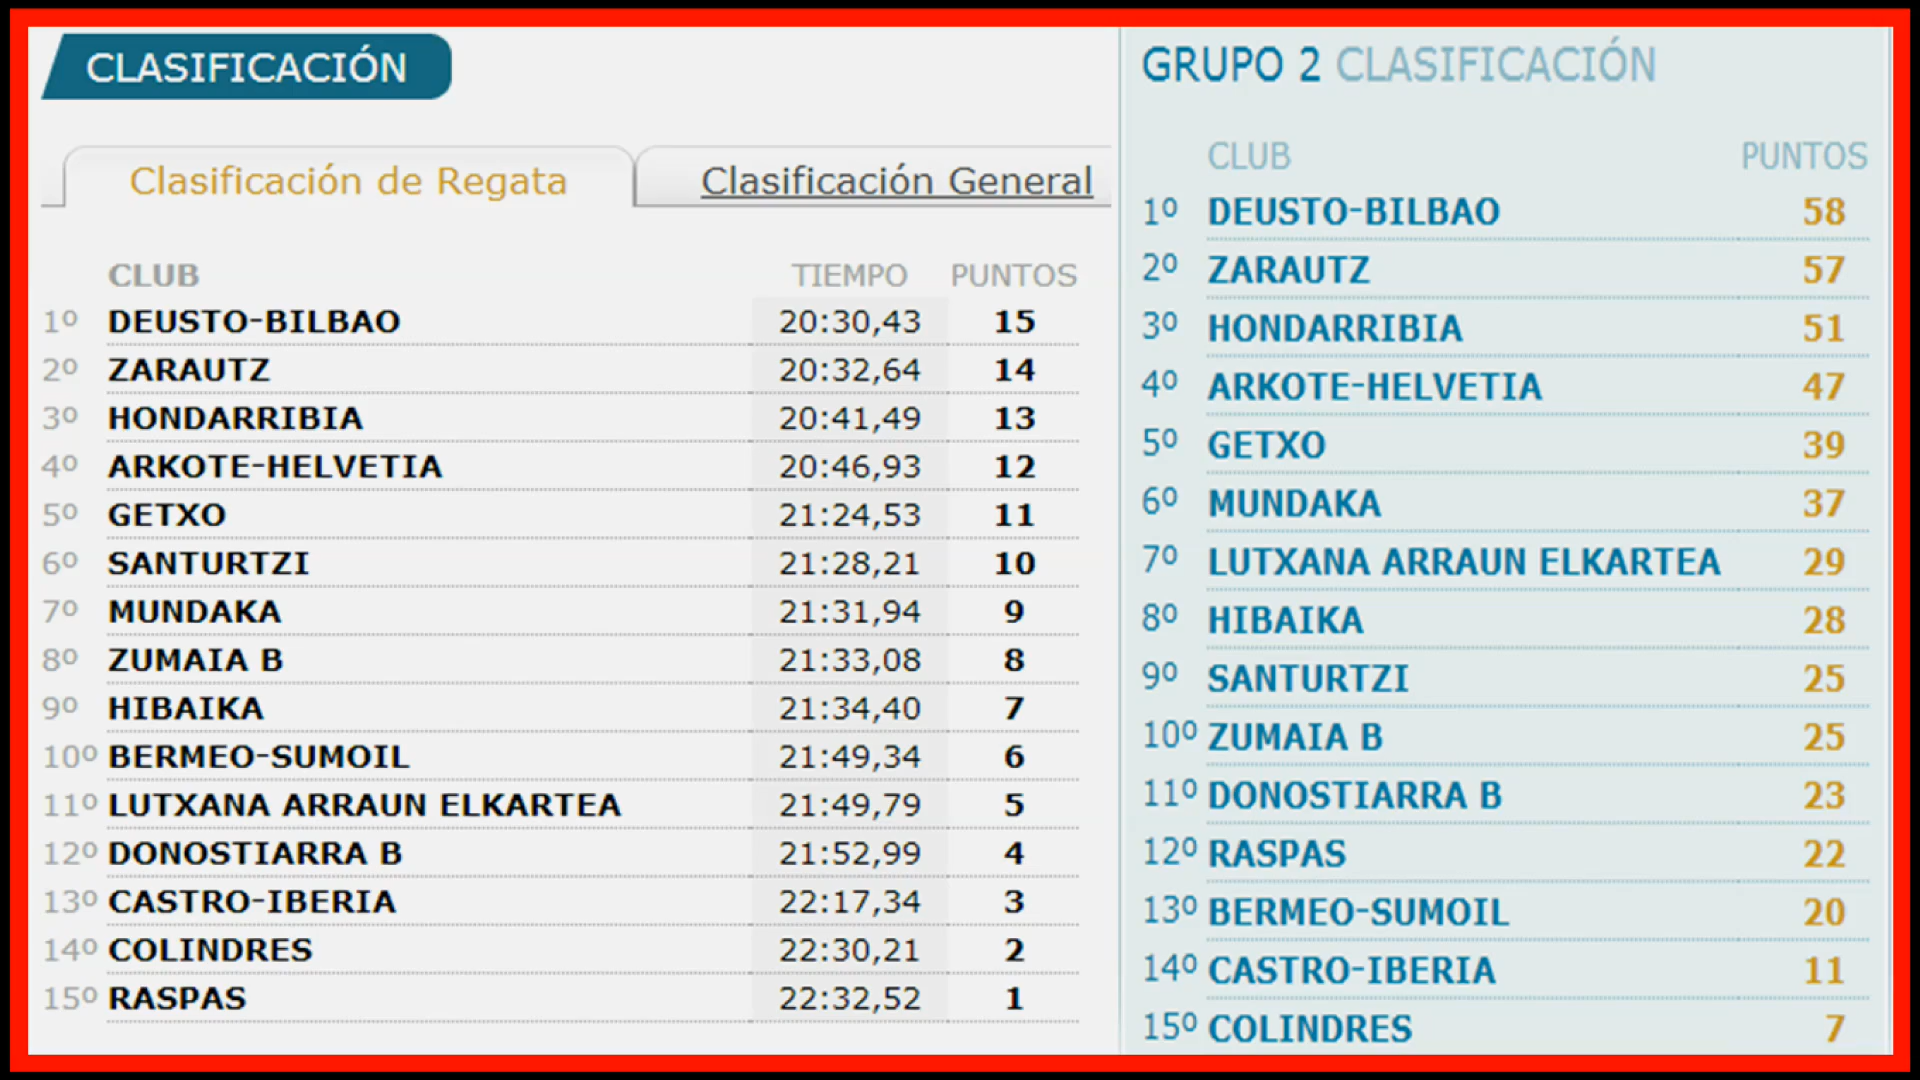 CLASIFICACIÓN
Clasificación de Regata
Clasificación General
CLUB TIEMPO PUNTOS
1º DEUSTO-BILBAO 20:30,43 15
2º ZARAUTZ 20:32,64 14
3º HONDARRIBIA 20:41,49 13
4º ARKOTE-HELVETIA 20:46,93 12
5º GETXO 21:24,53 11
6º SANTURTZI 21:28,21 10
7º MUNDAKA 21:31,94 9
8º ZUMAIA B 21:33,08 8
9º HIBAIKA 21:34,40 7
10º BERMEO-SUMOIL 21:49,34 6
11º LUTXANA ARRAUN ELKARTEA 21:49,79 5
12º DONOSTIARRA B 21:52,99 4
13º CASTRO-IBERIA 22:17,34 3
14º COLINDRES 22:30,21 2
15º RASPAS 22:32,52 1
GRUPO 2 CLASIFICACIÓN
CLUB PUNTOS
1º DEUSTO-BILBAO 58
2º ZARAUTZ 57
3º HONDARRIBIA 51
4º ARKOTE-HELVETIA 47
5º GETXO 39
6º MUNDAKA 37
7º LUTXANA ARRAUN ELKARTEA 29
8º HIBAIKA 28
9º SANTURTZI 25
10º ZUMAIA B 25
11º DONOSTIARRA B 23
12º RASPAS 22
13º BERMEO-SUMOIL 20
14º CASTRO-IBERIA 11
15º COLINDRES 7